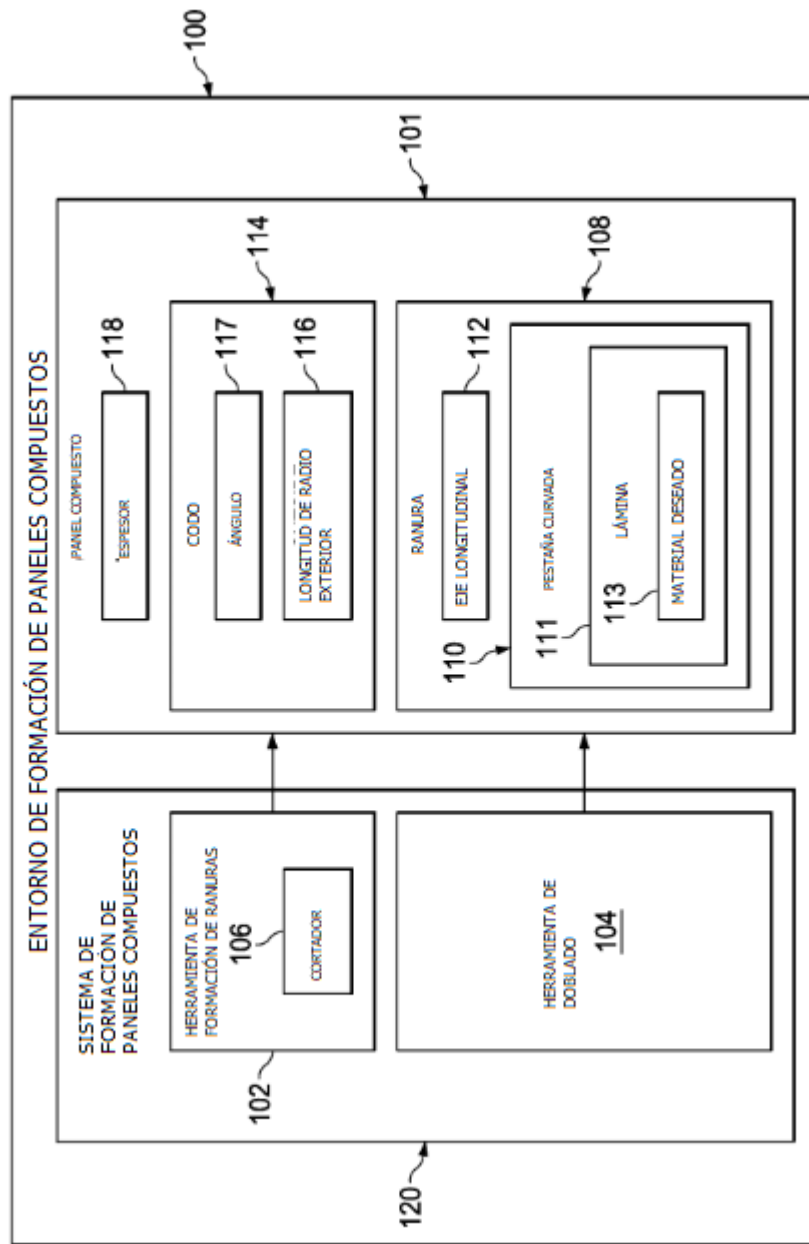 ENTORNO DE FORMACIÓN DE PANELES COMPUESTOS
100
SISTEMA DE
FORMACIÓN DE
PANELES COMPUESTOS
120
HERRAMIENTA DE
FORMACIÓN DE RANURAS
102
106
CORTADOR
HERRAMIENTA DE
DOBLADO
104
PANEL COMPUESTO
101
118
ESPESOR
CODO
114
117
ÁNGULO
116
LONGITUD DE RADIO
EXTERIOR
RANURA
108
112
EJE LONGITUDINAL
110
PESTAÑA CURVADA
111
LÁMINA
113
MATERIAL DESEADO